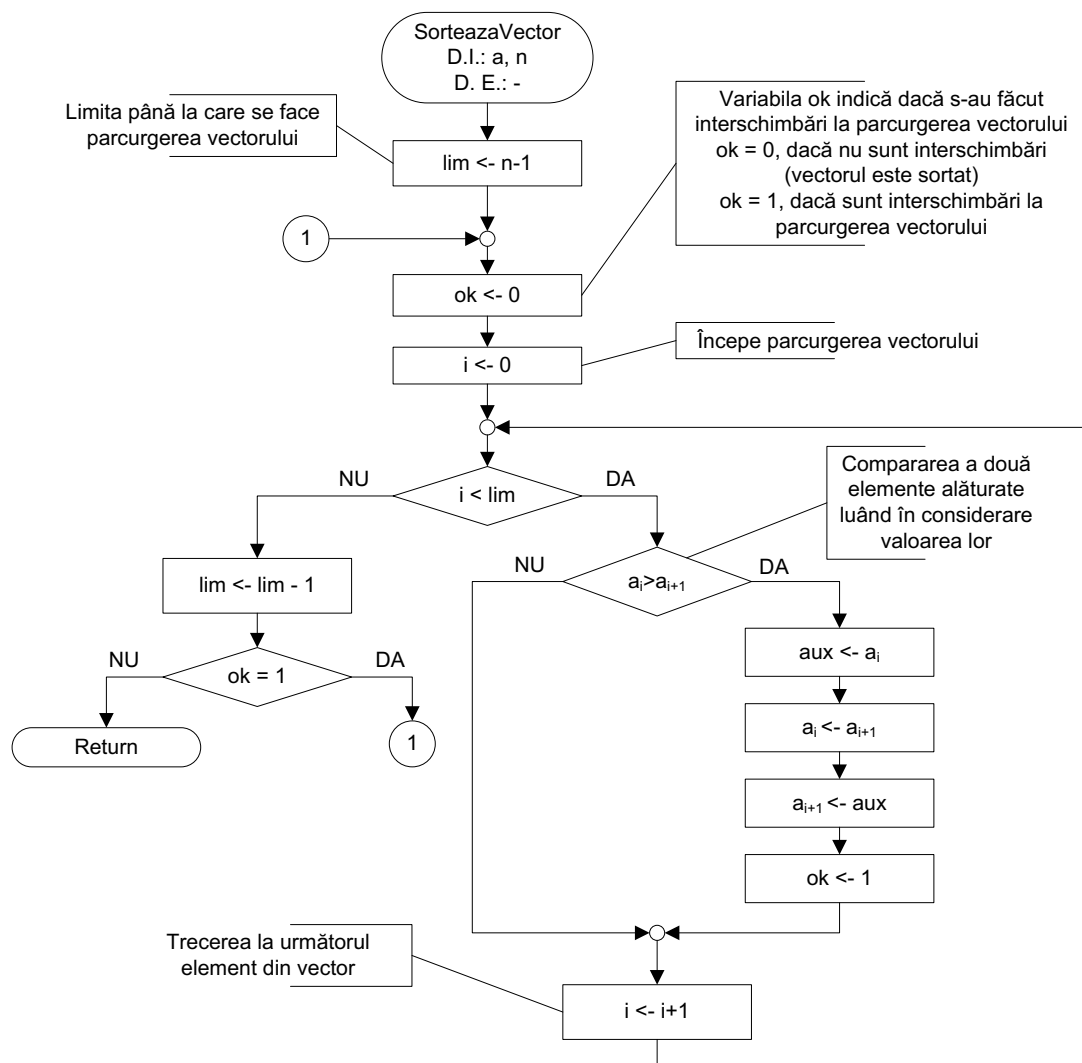 SorteazaVector
D.I.: a, n
D. E.: -
Limita până la care se face
parcurgerea vectorului
lim <- n-1
Variabila ok indică dacă s-au făcut
interschimbări la parcurgerea vectorului
ok = 0, dacă nu sunt interschimbări
(vectorul este sortat)
ok = 1, dacă sunt interschimbări la
parcurgerea vectorului
1
ok <- 0
Începe parcurgerea vectorului
i <- 0
NU
i < lim
DA
Compararea a două
elemente alăturate
luând în considerare
valoarea lor
lim <- lim - 1
NU
aᵢ>aᵢ₊₁
DA
aux <- aᵢ
NU
ok = 1
DA
aᵢ <- aᵢ₊₁
Return
1
aᵢ₊₁ <- aux
ok <- 1
Trecerea la următorul
element din vector
i <- i+1